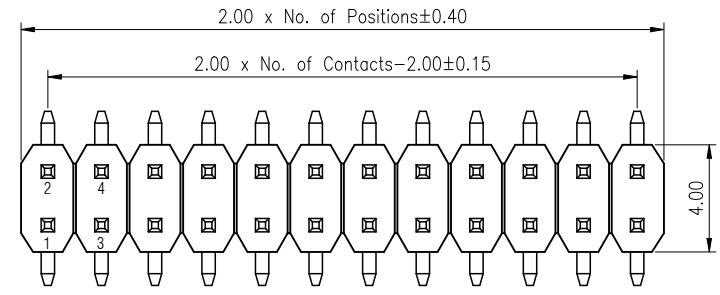 2.00 x No. of Positions±0.40
2.00 x No. of Contacts-2.00±0.15
2 4
4.00
1 3